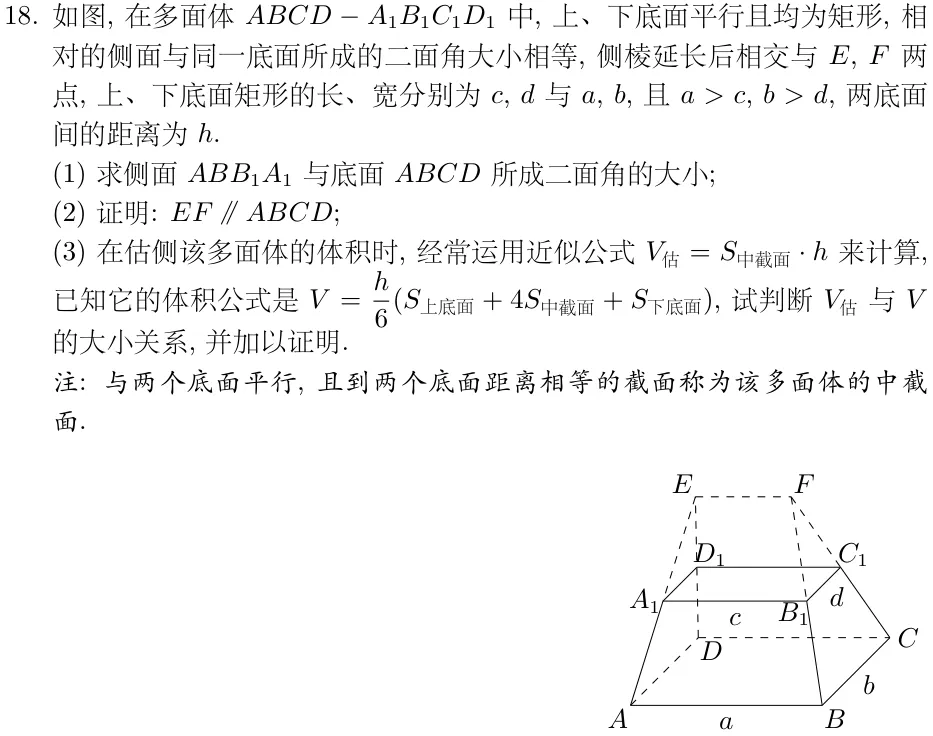 18. 如图, 在多面体 ABCD − A₁B₁C₁D₁ 中, 上、下底面平行且均为矩形, 相
对的侧面与同一底面所成的二面角大小相等, 侧棱延长后相交与 E, F 两
点, 上、下底面矩形的长、宽分别为 c, d 与 a, b, 且 a > c, b > d, 两底面
间的距离为 h.
(1) 求侧面 ABB₁A₁ 与底面 ABCD 所成二面角的大小;
(2) 证明: EF ∥ ABCD;
(3) 在估侧该多面体的体积时, 经常运用近似公式 V估 = S中截面 · h 来计算,
已知它的体积公式是 V = h/6 (S上底面 + 4S中截面 + S下底面), 试判断 V估 与 V
的大小关系, 并加以证明.
注: 与两个底面平行, 且到两个底面距离相等的截面称为该多面体的中截
面.
E F
D₁ C₁
A₁ c B₁ d
D C
b
A a B